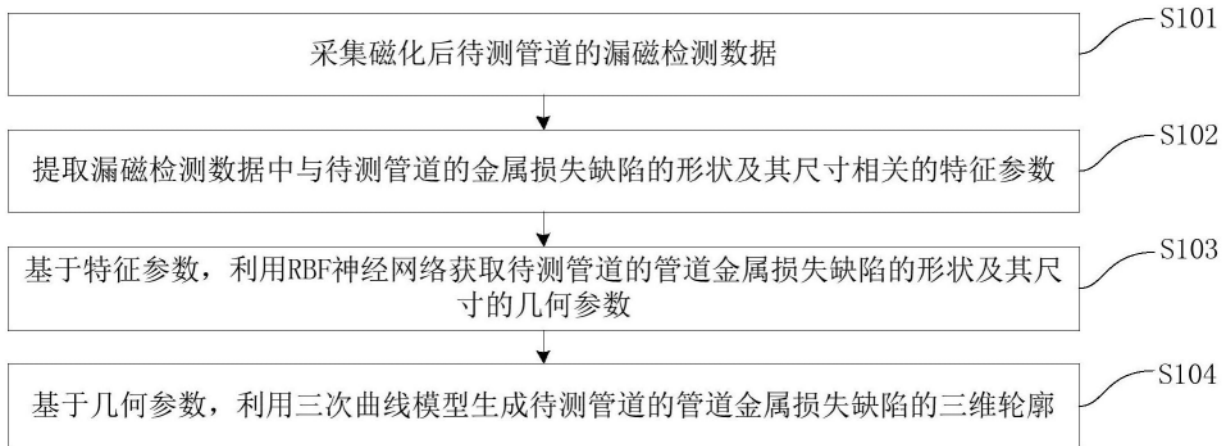 采集磁化后待测管道的漏磁检测数据
S101
提取漏磁检测数据中与待测管道的金属损失缺陷的形状及其尺寸相关的特征参数
S102
基于特征参数，利用RBF神经网络获取待测管道的管道金属损失缺陷的形状及其尺
寸的几何参数
S103
基于几何参数，利用三次曲线模型生成待测管道的管道金属损失缺陷的三维轮廓
S104